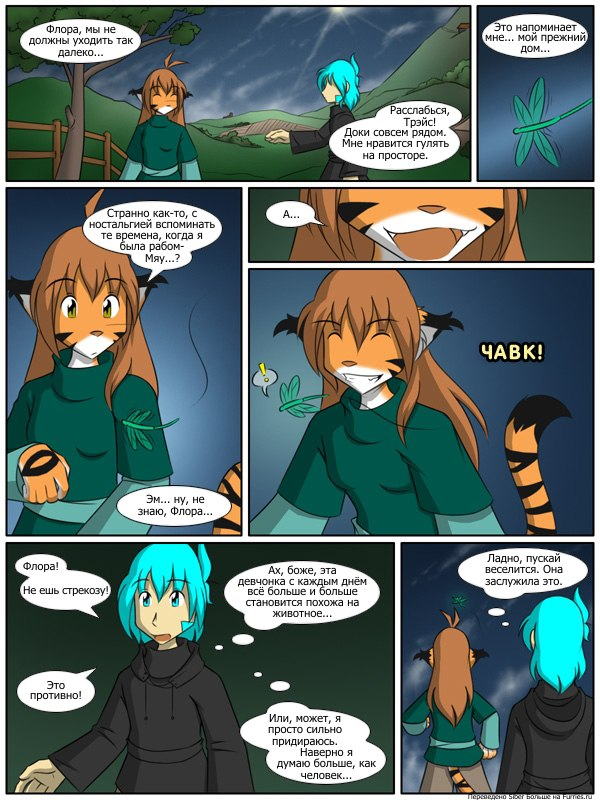 Флора, мы не
должны уходить так
далеко...
Расслабься,
Трэйс!
Доки совсем рядом.
Мне нравится гулять
на просторе.
Это напоминает
мне... мой прежний
дом...
Странно как-то, с
ностальгией вспоминать
те времена, когда я
была рабом-
Мяу...?
Эм... ну, не
знаю, Флора...
А...
!
ЧАВК!
Флора!
Не ешь стрекозу!
Это
противно!
Ах, боже, эта
девчонка с каждым днём
всё больше и больше
становится похожа на
животное...
Или, может, я
просто сильно
придираюсь.
Наверно я
думаю больше, как
человек...
Ладно, пускай
веселится. Она
заслужила это.
Переведено Siber Больше на Furries.ru